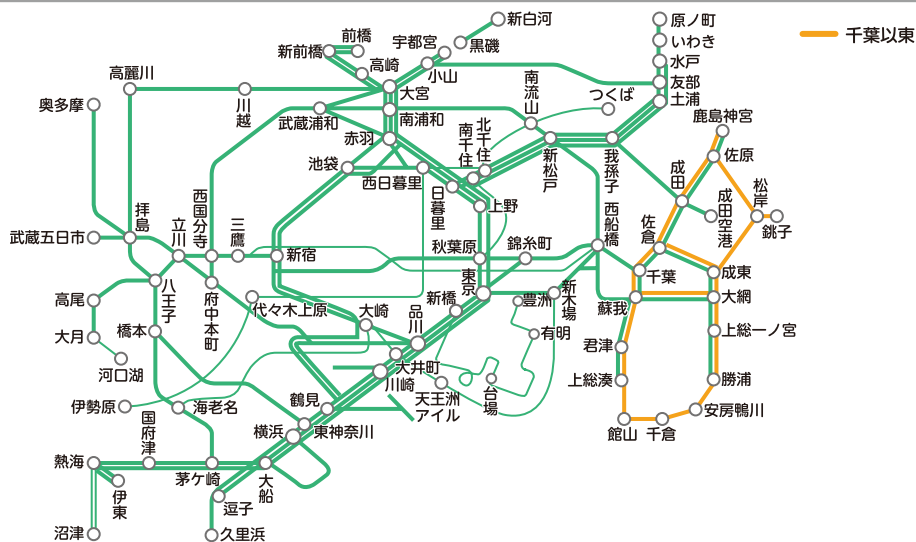 新白河
原ノ町
千葉以東
前橋
宇都宮
黒磯
いわき
新前橋
水戸
高崎
小山
高麗川
友部
大宮
南流山
つくば
土浦
奥多摩
川越
武蔵浦和
南浦和
鹿島神宮
赤羽
南千住
北千住
池袋
西日暮里
新松戸
我孫子
佐原
成田
日暮里
松岸
上野
成田空港
西国分寺
拝島
立川
三鷹
西船橋
佐倉
銚子
武蔵五日市
新宿
秋葉原
錦糸町
東京
千葉
成東
八王子
府中本町
高尾
新木場
豊洲
大網
蘇我
代々木上原
大崎
新橋
品川
橋本
有明
上総一ノ宮
大月
君津
河口湖
大井町
川崎
台場
上総湊
勝浦
天王洲
アイル
鶴見
伊勢原
海老名
安房鴨川
国府津
横浜
東神奈川
館山
千倉
熱海
茅ケ崎
大船
伊東
逗子
沼津
久里浜